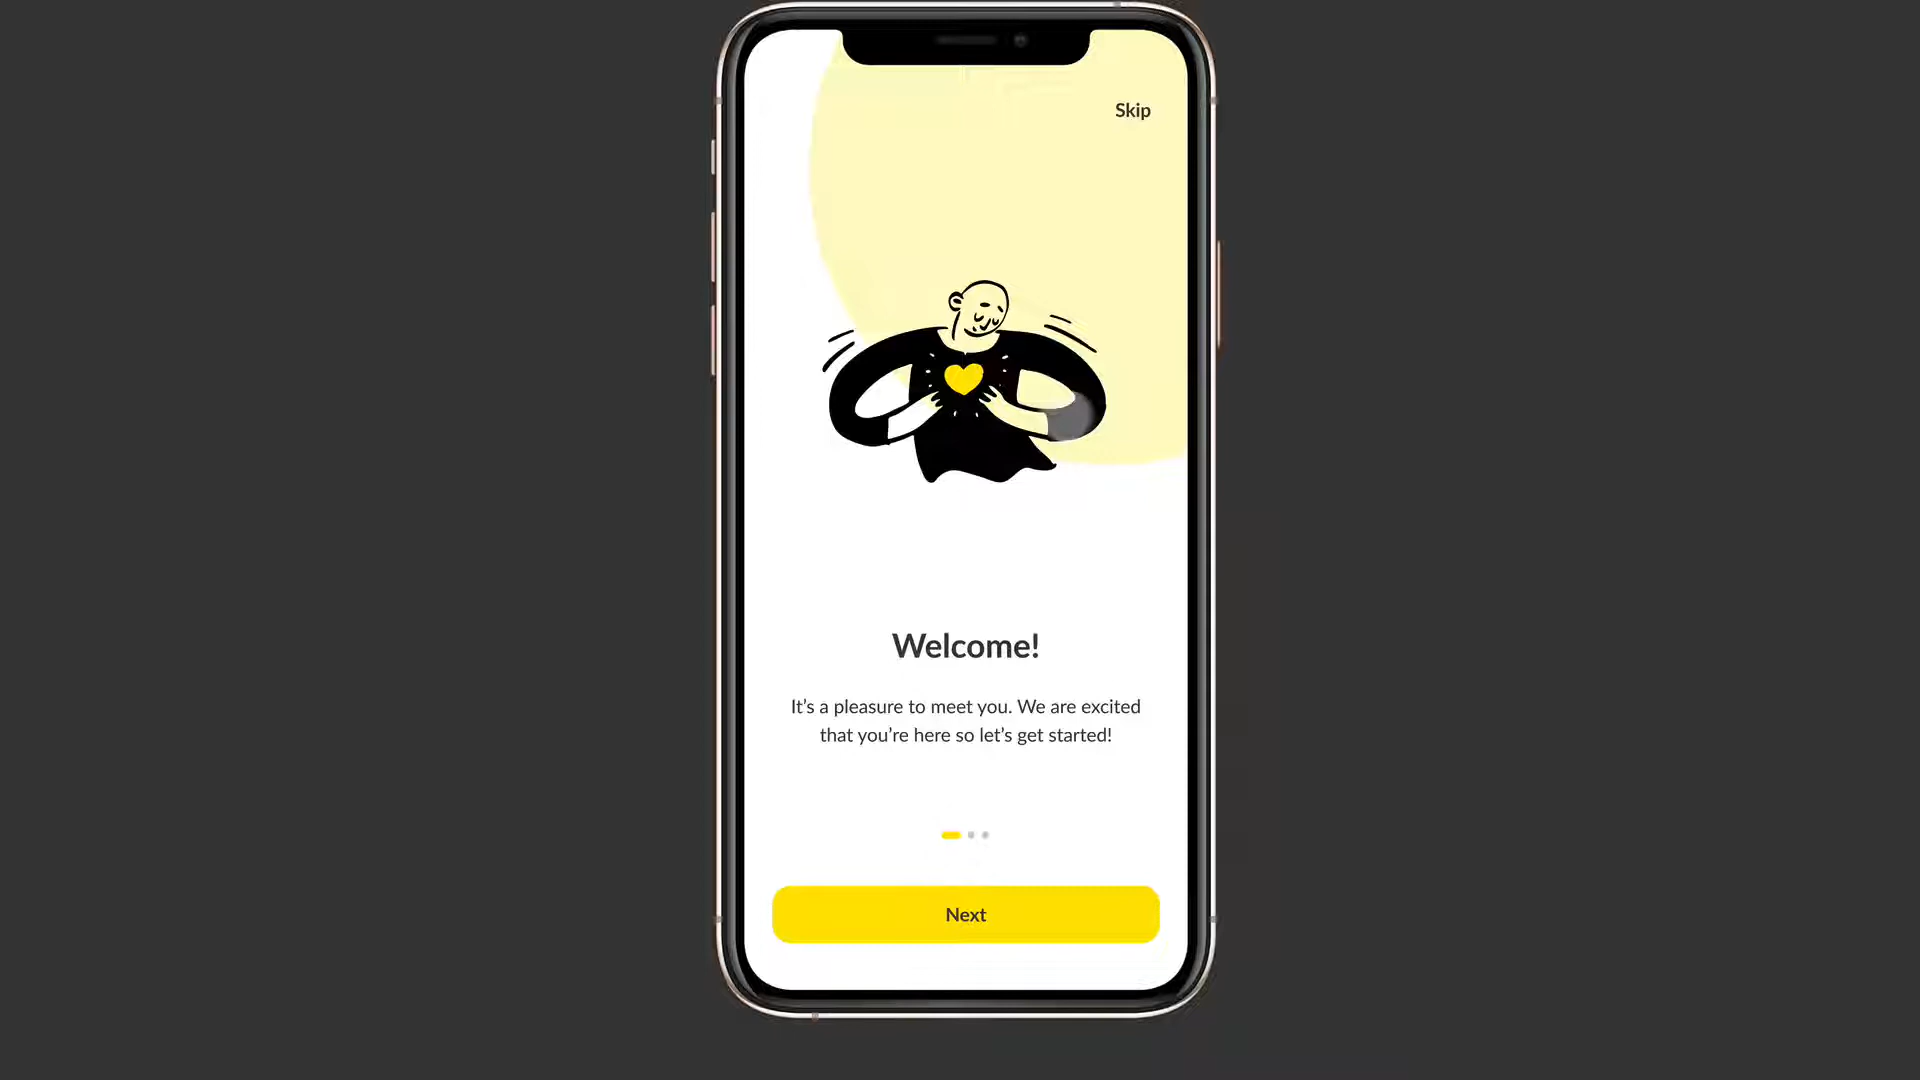 Skip
Welcome!
It’s a pleasure to meet you. We are excited
that you’re here so let’s get started!
Next